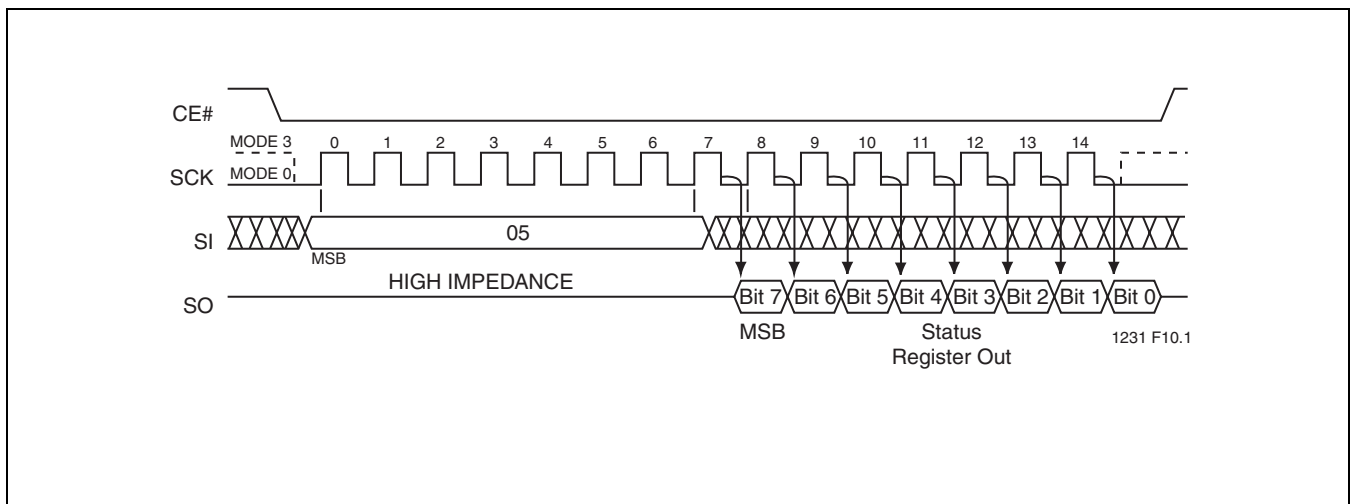 CE#
MODE 3 0 1 2 3 4 5 6 7 8 9 10 11 12 13 14
SCK MODE 0
SI 05
MSB
HIGH IMPEDANCE
SO Bit 7 Bit 6 Bit 5 Bit 4 Bit 3 Bit 2 Bit 1 Bit 0
MSB Status
Register Out
1231 F10.1